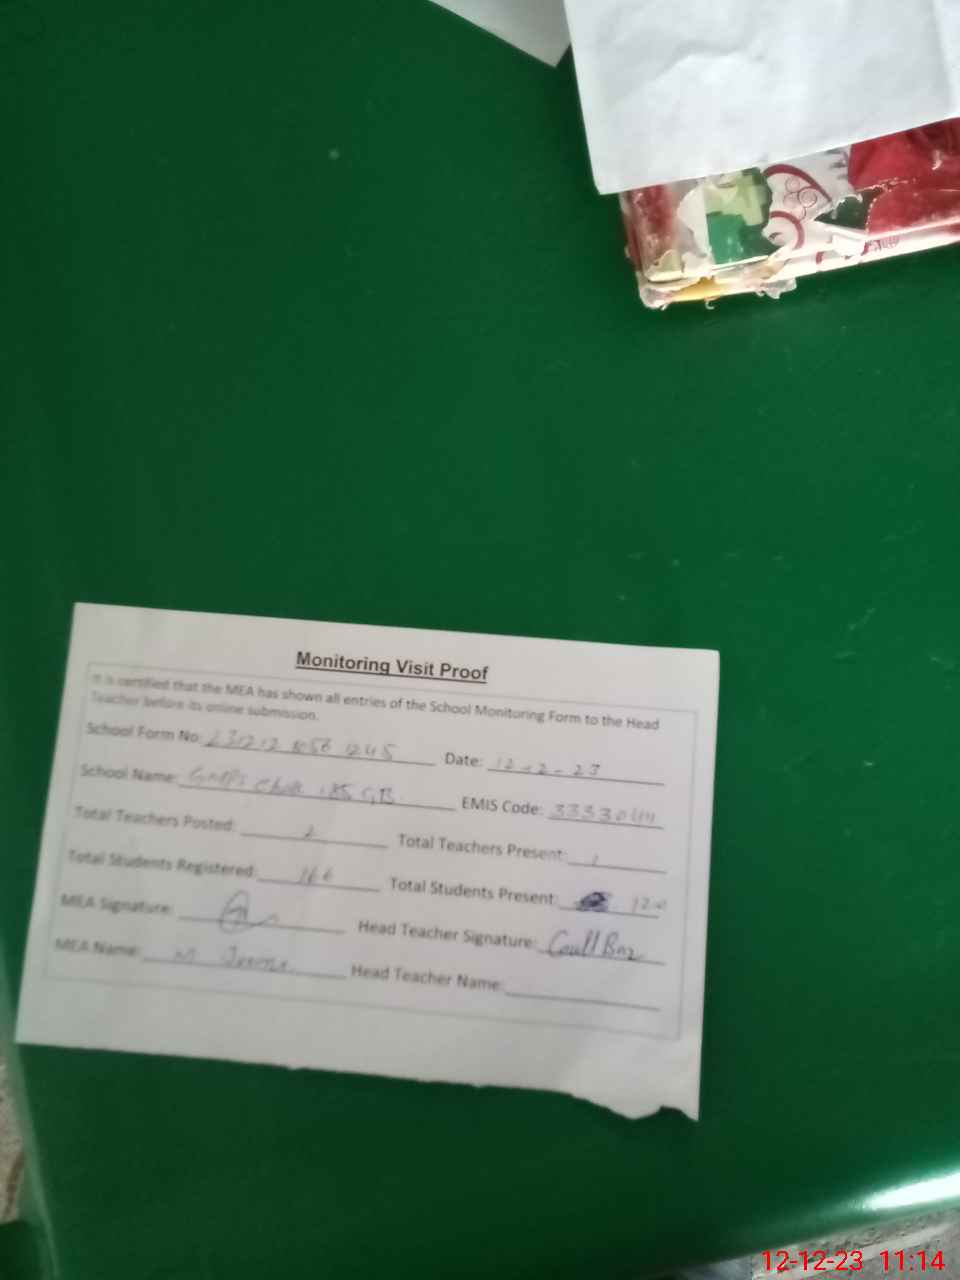 Monitoring Visit Proof
It is certified that the MEA has shown all entries of the School Monitoring Form to the Head
Teacher before its online submission.
School Form No: Date: 12-12-23
School Name: 185 GB EMIS Code:
Total Teachers Posted: 2 Total Teachers Present: 1
Total Students Registered: 166 Total Students Present:
MEA Signature: Head Teacher Signature:
MEA Name: M Head Teacher Name:
12-12-23 11:14